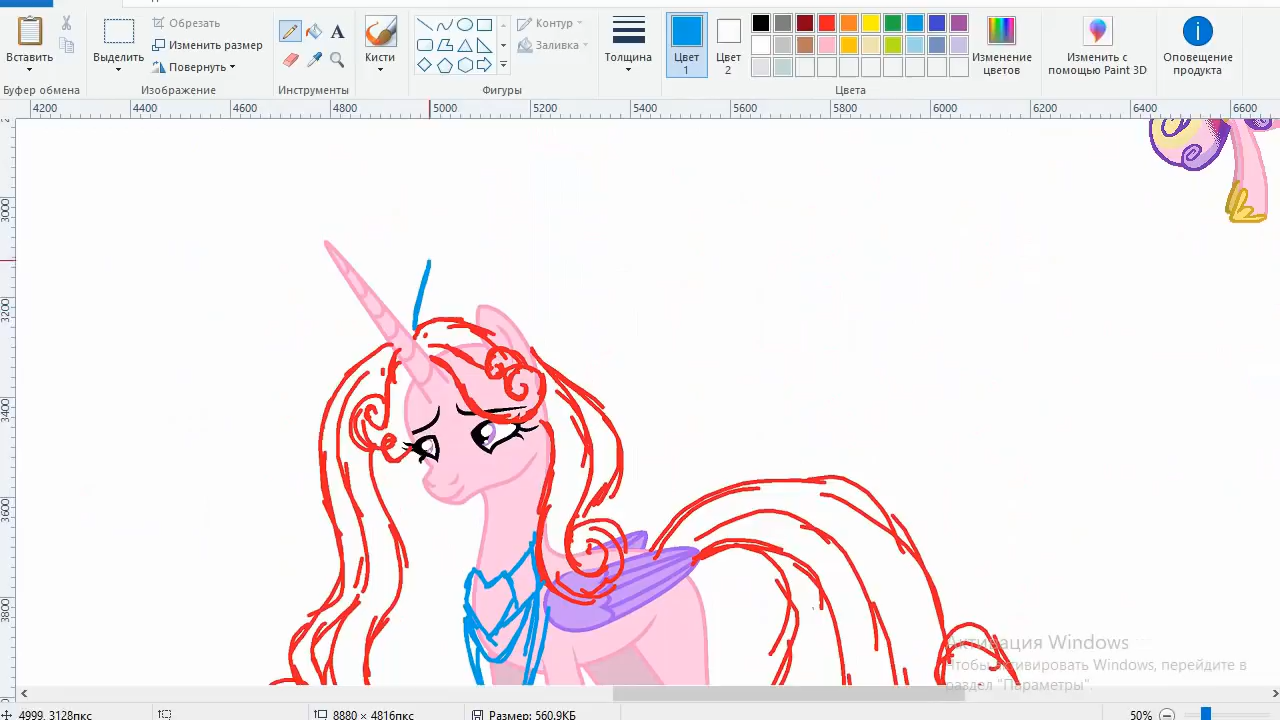 Вставить
Выделить
Обрезать
Изменить размер
Повернуть
A
Кисти
Контур
Заливка
Толщина
Цвет
1
Цвет
2
Изменение
цветов
Изменить с
помощью Paint 3D
Оповещение
продукта
Буфер обмена
Изображение
Инструменты
Фигуры
Цвета
4200 4400 4600 4800 5000 5200 5400 5600 5800 6000 6200 6400 6600
3000
3200
3400
3600
3800
Активация Windows
Чтобы активировать Windows, перейдите в
раздел "Параметры".
4999, 3128пкс
8880 × 4816пкс
Размер: 560.9КБ
50%